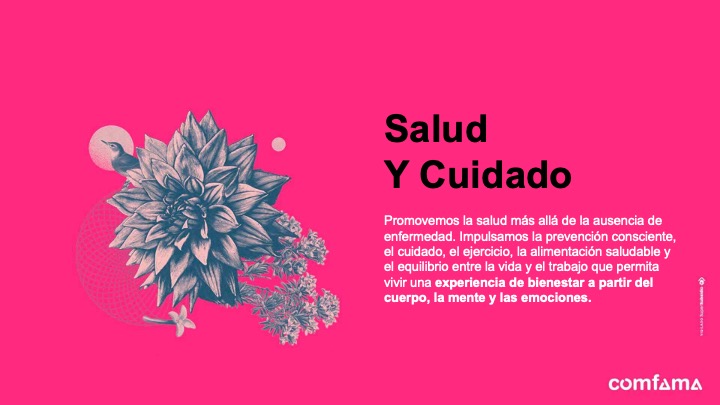 Salud
Y Cuidado
Promovemos la salud más allá de la ausencia de
enfermedad. Impulsamos la prevención consciente,
el cuidado, el ejercicio, la alimentación saludable y
el equilibrio entre la vida y el trabajo que permita
vivir una experiencia de bienestar a partir del
cuerpo, la mente y las emociones.
comfama